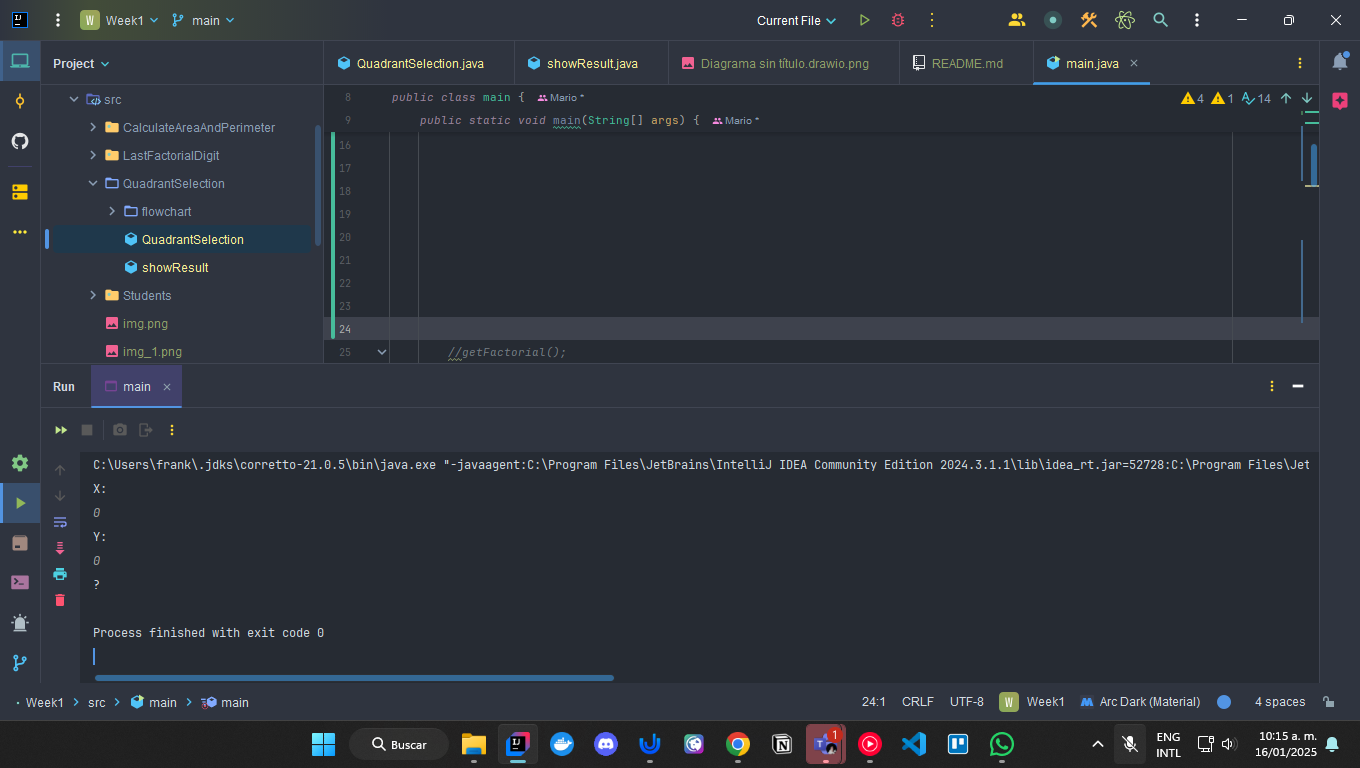 W Week1 main Current File
Project
QuadrantSelection.java showResult.java Diagrama sin título.drawio.png README.md main.java
src
CalculateAreaAndPerimeter
LastFactorialDigit
QuadrantSelection
flowchart
QuadrantSelection
showResult
Students
img.png
img_1.png
8 public class main { Mario *
9 public static void main(String[] args) { Mario *
4 1 14
16
17
18
19
20
21
22
23
24
25 //getFactorial();
Run main
C:\Users\frank\.jdks\corretto-21.0.5\bin\java.exe "-javaagent:C:\Program Files\JetBrains\IntelliJ IDEA Community Edition 2024.3.1.1\lib\idea_rt.jar=52728:C:\Program Files\Jet
X:
0
Y:
0
?
Process finished with exit code 0
Week1 src main main 24:1 CRLF UTF-8 W Week1 Arc Dark (Material) 4 spaces
Buscar 1 ENG INTL 10:15 a. m. 16/01/2025